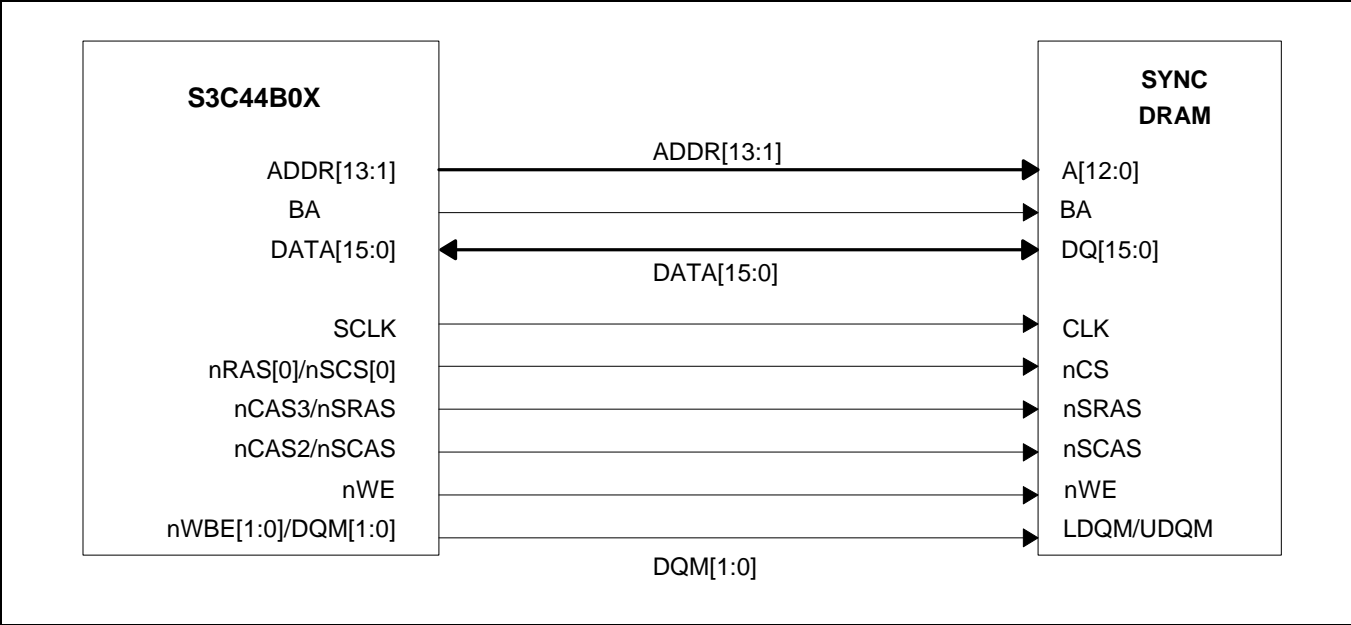 S3C44B0X
SYNC
DRAM
ADDR[13:1]
ADDR[13:1]
A[12:0]
BA
BA
DATA[15:0]
DATA[15:0]
DQ[15:0]
SCLK
CLK
nRAS[0]/nSCS[0]
nCS
nCAS3/nSRAS
nSRAS
nCAS2/nSCAS
nSCAS
nWE
nWE
nWBE[1:0]/DQM[1:0]
LDQM/UDQM
DQM[1:0]